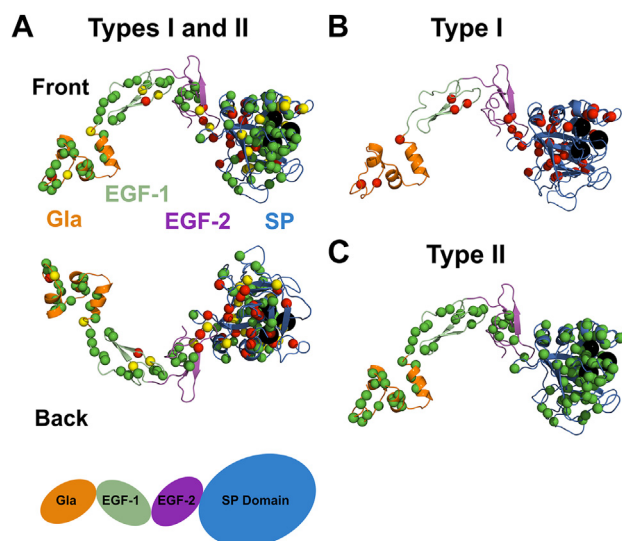 A
Types I and II
Front
EGF-1
Gla
EGF-2
SP
Back
Gla
EGF-1
EGF-2
SP Domain
B
Type I
C
Type II